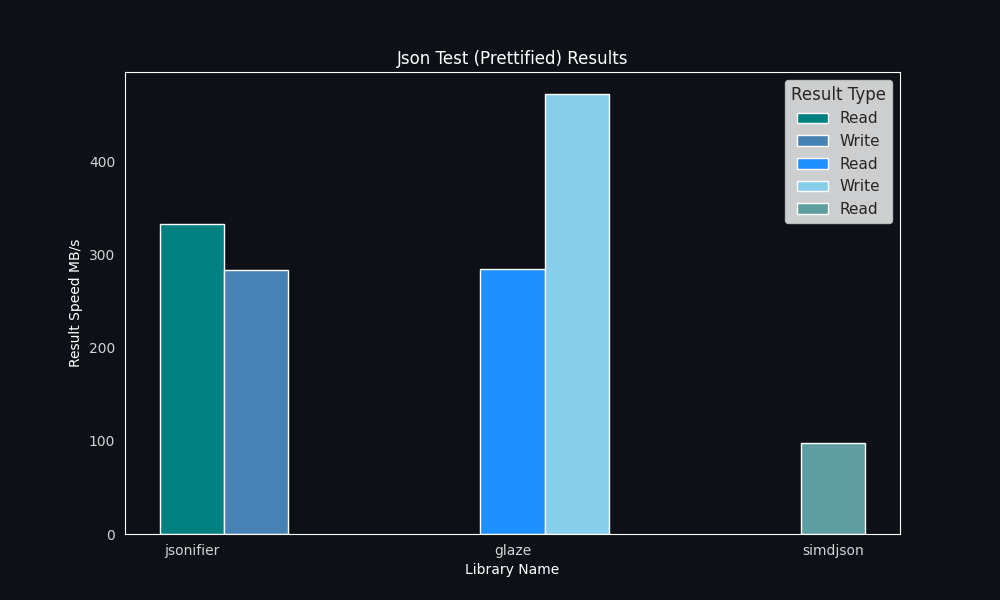 Json Test (Prettified) Results
Result Type
Read
Write
Read
Write
Read
400
300
200
100
0
Result Speed MB/s
jsonifier
glaze
simdjson
Library Name